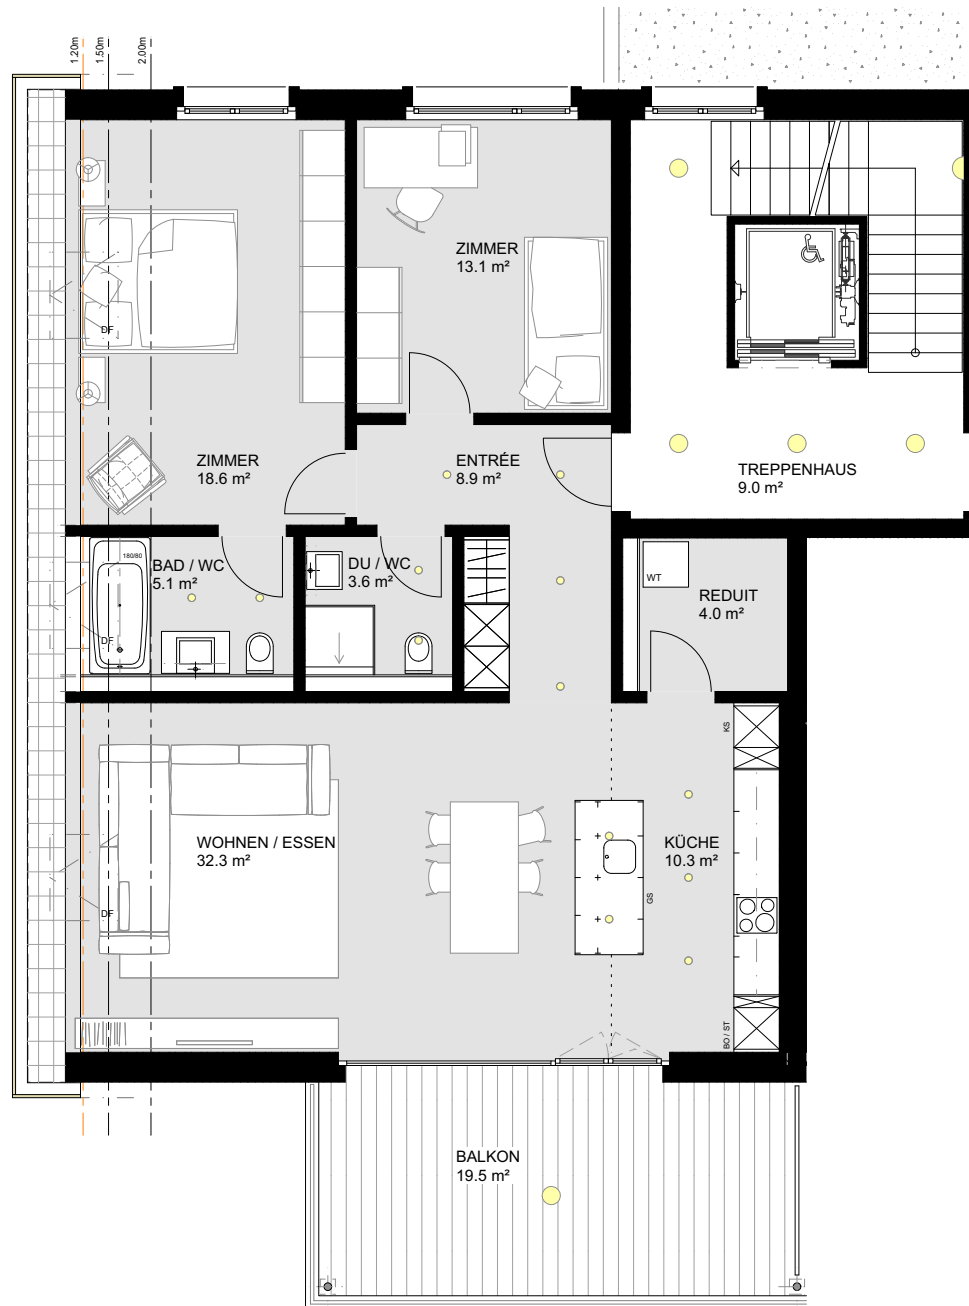 1.20m
1.50m
2.00m
ZIMMER
13.1 m²
DF
ZIMMER
18.6 m²
ENTRÉE
8.9 m²
TREPPENHAUS
9.0 m²
180/80
BAD / WC
5.1 m²
DU / WC
3.6 m²
WT
REDUIT
4.0 m²
DF
KS
WOHNEN / ESSEN
32.3 m²
KÜCHE
10.3 m²
GS
DF
BO / ST
BALKON
19.5 m²